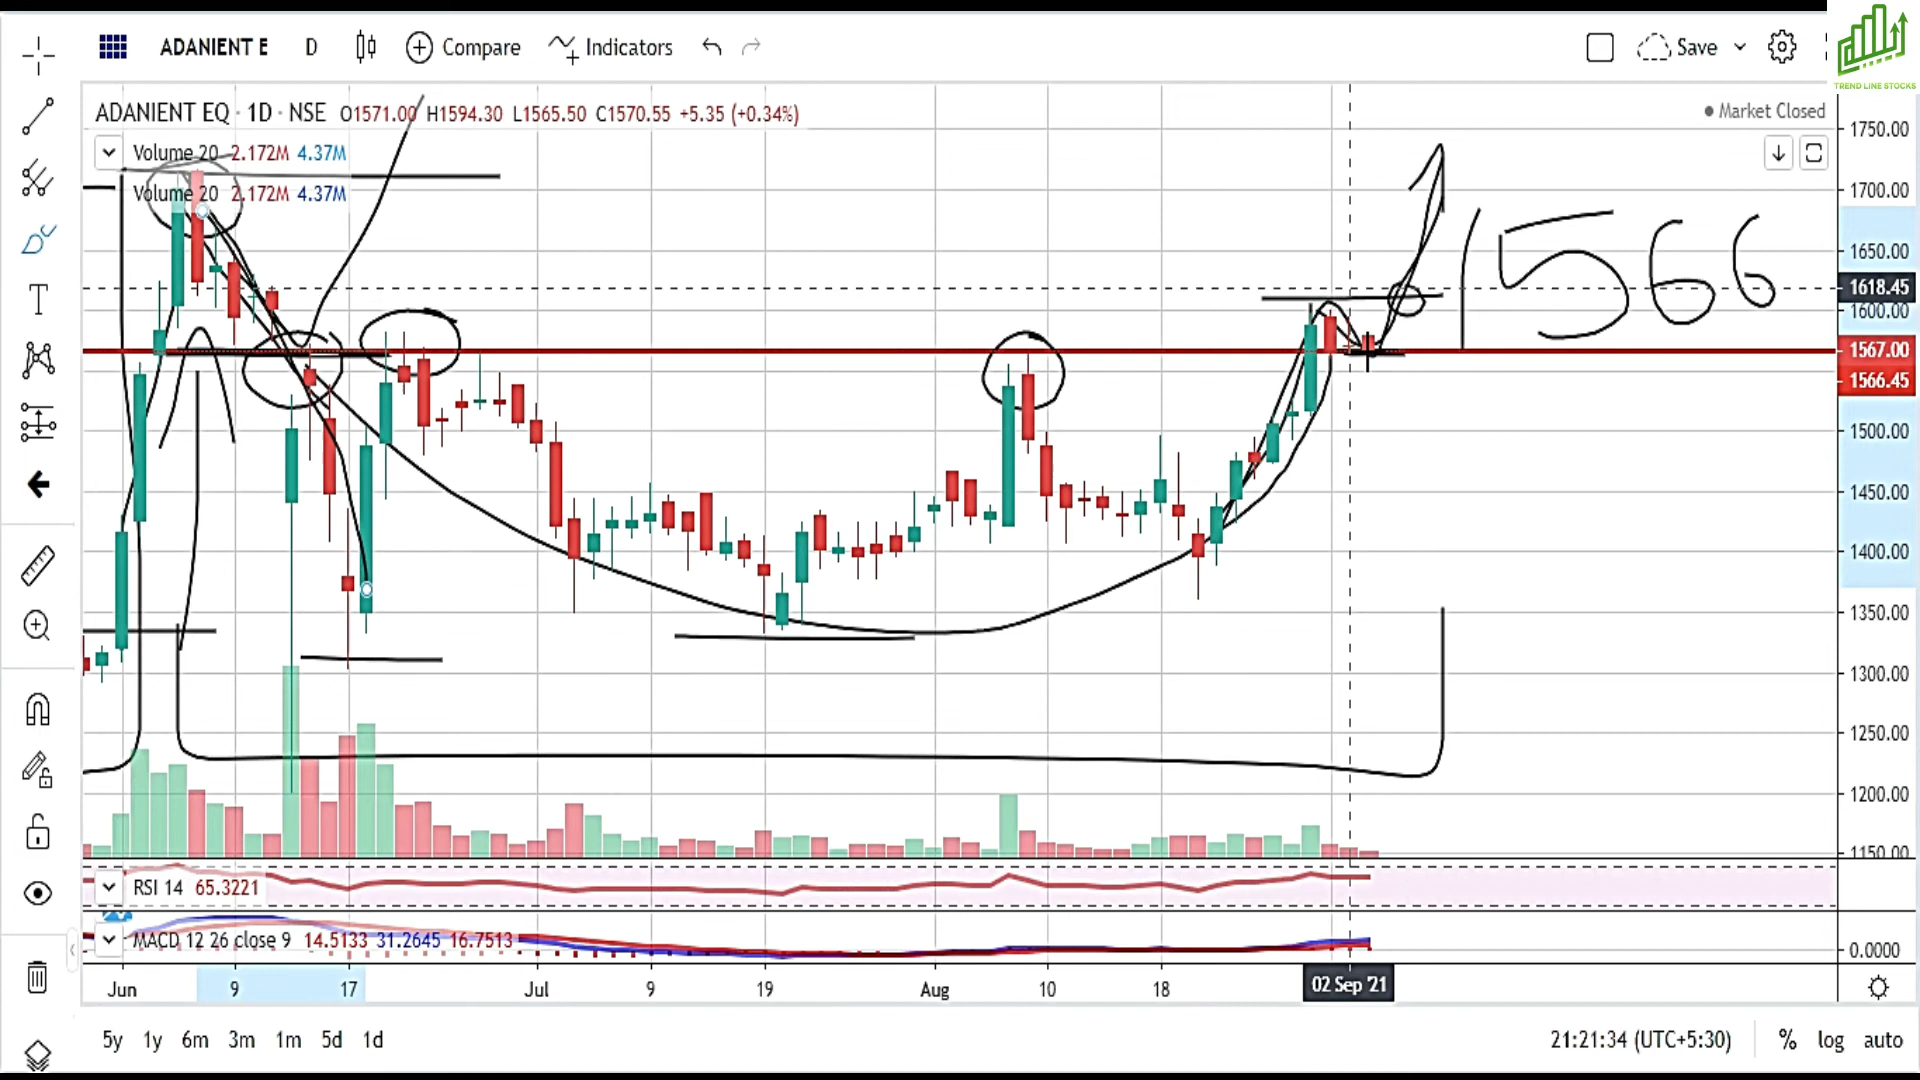 ADANIENT E D Compare Indicators Save
TREND LINE STOCKS
ADANIENT EQ · 1D · NSE O1571.00 H1594.30 L1565.50 C1570.55 +5.35 (+0.34%)
Market Closed
Volume 20 2.172M 4.37M
Volume 20 2.172M 4.37M
1566
1750.00
1700.00
1650.00
1618.45
1600.00
1567.00
1566.45
1500.00
1450.00
1400.00
1350.00
1300.00
1250.00
1200.00
1150.00
RSI 14 65.3221
MACD 12 26 close 9 14.5133 31.2645 16.7513
0.0000
Jun 9 17 Jul 9 19 Aug 10 18 02 Sep '21
5y 1y 6m 3m 1m 5d 1d 21:21:34 (UTC+5:30) % log auto